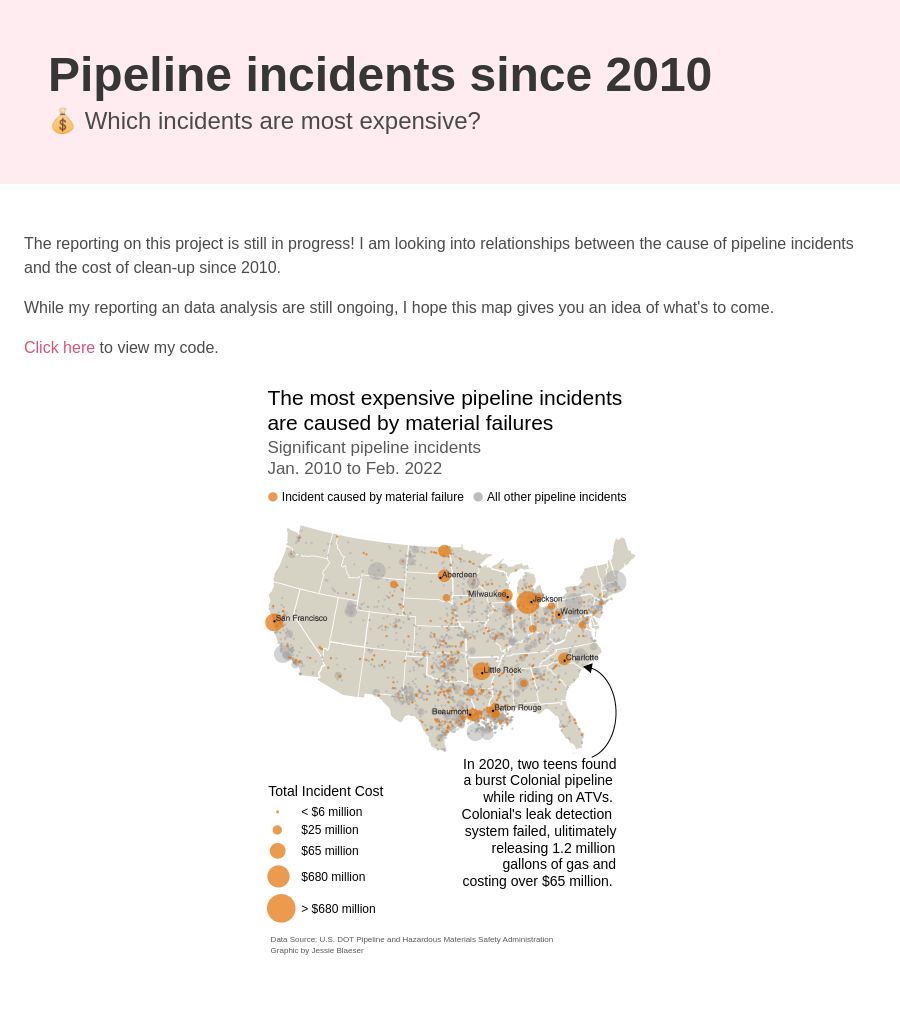 Pipeline incidents since 2010
💰 Which incidents are most expensive?
The reporting on this project is still in progress! I am looking into relationships between the cause of pipeline incidents
and the cost of clean-up since 2010.
While my reporting an data analysis are still ongoing, I hope this map gives you an idea of what's to come.
Click here to view my code.
The most expensive pipeline incidents
are caused by material failures
Significant pipeline incidents
Jan. 2010 to Feb. 2022
Incident caused by material failure
All other pipeline incidents
Aberdeen
Milwaukee
Jackson
Weirton
San Francisco
Charlotte
Little Rock
Beaumont
Baton Rouge
In 2020, two teens found
a burst Colonial pipeline
while riding on ATVs.
Colonial's leak detection
system failed, ulitimately
releasing 1.2 million
gallons of gas and
costing over $65 million.
Total Incident Cost
< $6 million
$25 million
$65 million
$680 million
> $680 million
Data Source: U.S. DOT Pipeline and Hazardous Materials Safety Administration
Graphic by Jessie Blaeser